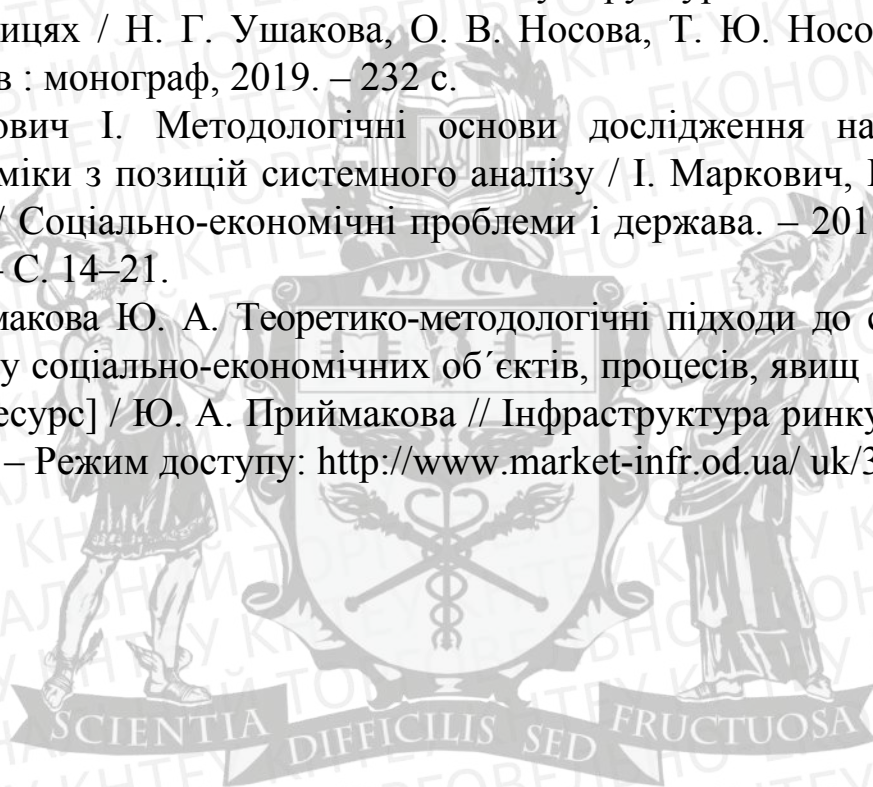 ицях / Н. Г. Ушакова, О. В. Носова, Т. Ю. Носо
в : монограф, 2019. – 232 с.
ович І. Методологічні основи дослідження на
міки з позицій системного аналізу / І. Маркович,
/ Соціально-економічні проблеми і держава. – 201
– С. 14–21.
макова Ю. А. Теоретико-методологічні підходи до с
у соціально-економічних об´єктів, процесів, явищ
есурс] / Ю. А. Приймакова // Інфраструктура ринку
– Режим доступу: http://www.market-infr.od.ua/ uk/3
SCIENTIA DIFFICILIS SED FRUCTUOSA